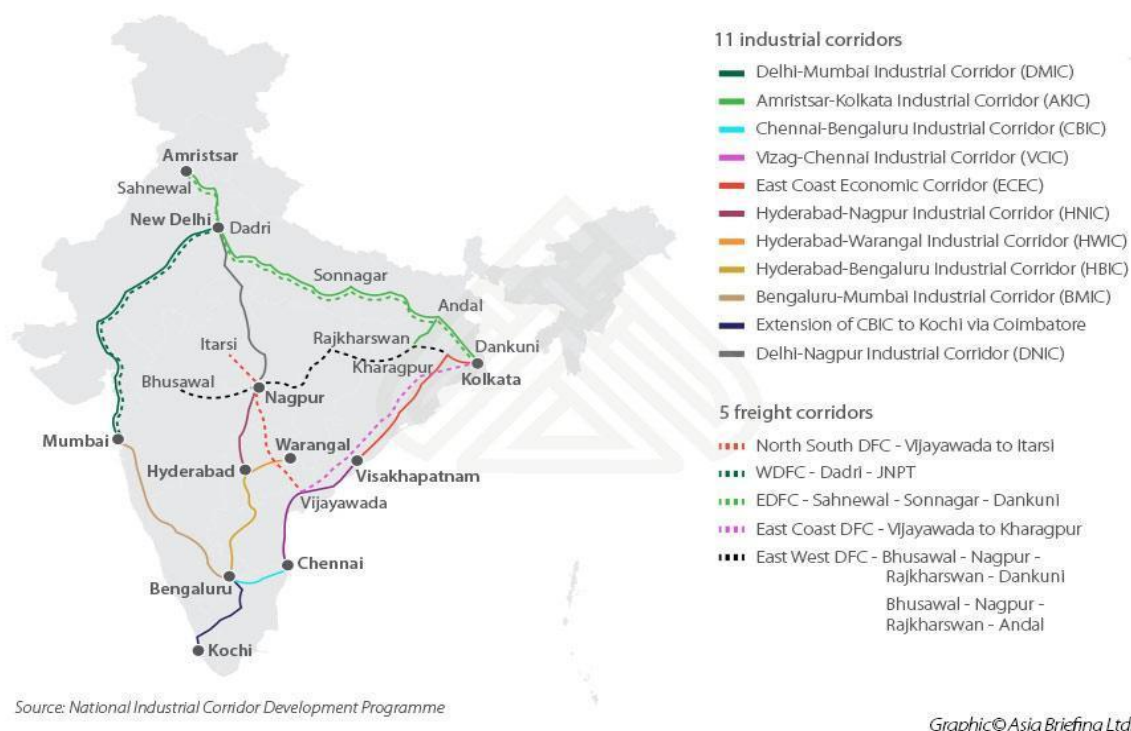 11 industrial corridors
Delhi-Mumbai Industrial Corridor (DMIC)
Amristsar-Kolkata Industrial Corridor (AKIC)
Chennai-Bengaluru Industrial Corridor (CBIC)
Vizag-Chennai Industrial Corridor (VCIC)
East Coast Economic Corridor (ECEC)
Hyderabad-Nagpur Industrial Corridor (HNIC)
Hyderabad-Warangal Industrial Corridor (HWIC)
Hyderabad-Bengaluru Industrial Corridor (HBIC)
Bengaluru-Mumbai Industrial Corridor (BMIC)
Extension of CBIC to Kochi via Coimbatore
Delhi-Nagpur Industrial Corridor (DNIC)
5 freight corridors
North South DFC - Vijayawada to Itarsi
WDFC - Dadri - JNPT
EDFC - Sahnewal - Sonnagar - Dankuni
East Coast DFC - Vijayawada to Kharagpur
East West DFC - Bhusawal - Nagpur -
Rajkharswan - Dankuni
Bhusawal - Nagpur -
Rajkharswan - Andal
Amristsar
Sahnewal
New Delhi
Dadri
Sonnagar
Andal
Itarsi
Rajkharswan
Dankuni
Bhusawal
Kharagpur
Kolkata
Nagpur
Mumbai
Warangal
Hyderabad
Visakhapatnam
Vijayawada
Chennai
Bengaluru
Kochi
Source: National Industrial Corridor Development Programme
Graphic© Asia Briefing Ltd